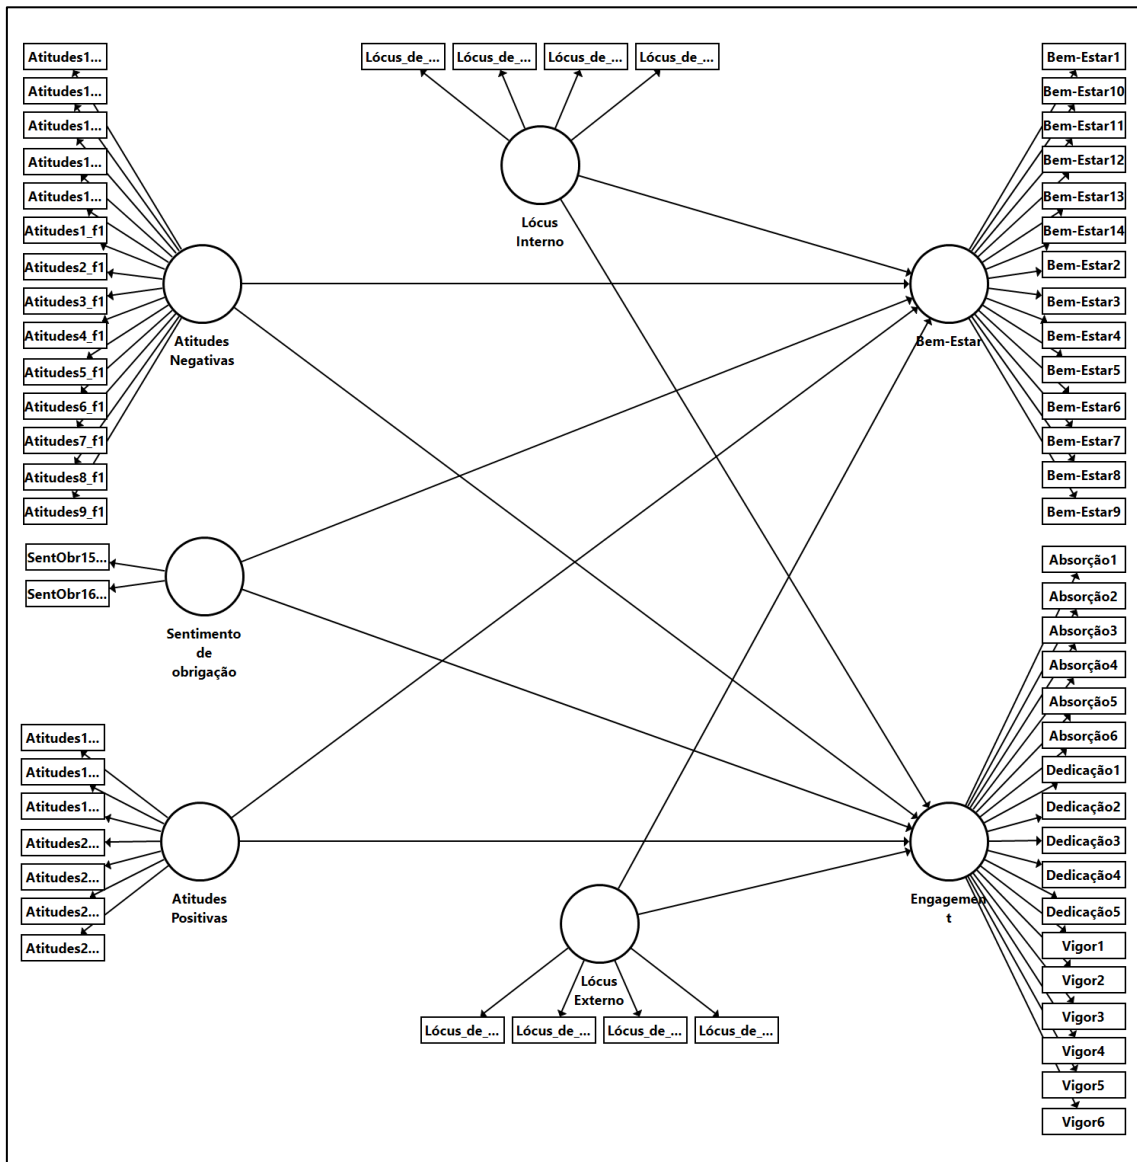 Atitudes1...
Atitudes1...
Atitudes1...
Atitudes1...
Atitudes1...
Atitudes1_f1
Atitudes2_f1
Atitudes3_f1
Atitudes4_f1
Atitudes5_f1
Atitudes6_f1
Atitudes7_f1
Atitudes8_f1
Atitudes9_f1
Atitudes
Negativas
Lócus_de_...
Lócus_de_...
Lócus_de_...
Lócus_de_...
Lócus
Interno
Bem-Estar1
Bem-Estar10
Bem-Estar11
Bem-Estar12
Bem-Estar13
Bem-Estar14
Bem-Estar2
Bem-Estar3
Bem-Estar4
Bem-Estar5
Bem-Estar6
Bem-Estar7
Bem-Estar8
Bem-Estar9
Bem-Estar
SentObr15...
SentObr16...
Sentimento
de
obrigação
Atitudes1...
Atitudes1...
Atitudes1...
Atitudes2...
Atitudes2...
Atitudes2...
Atitudes2...
Atitudes
Positivas
Lócus
Externo
Lócus_de_...
Lócus_de_...
Lócus_de_...
Lócus_de_...
Absorção1
Absorção2
Absorção3
Absorção4
Absorção5
Absorção6
Dedicação1
Dedicação2
Dedicação3
Dedicação4
Dedicação5
Vigor1
Vigor2
Vigor3
Vigor4
Vigor5
Vigor6
Engagemen
t